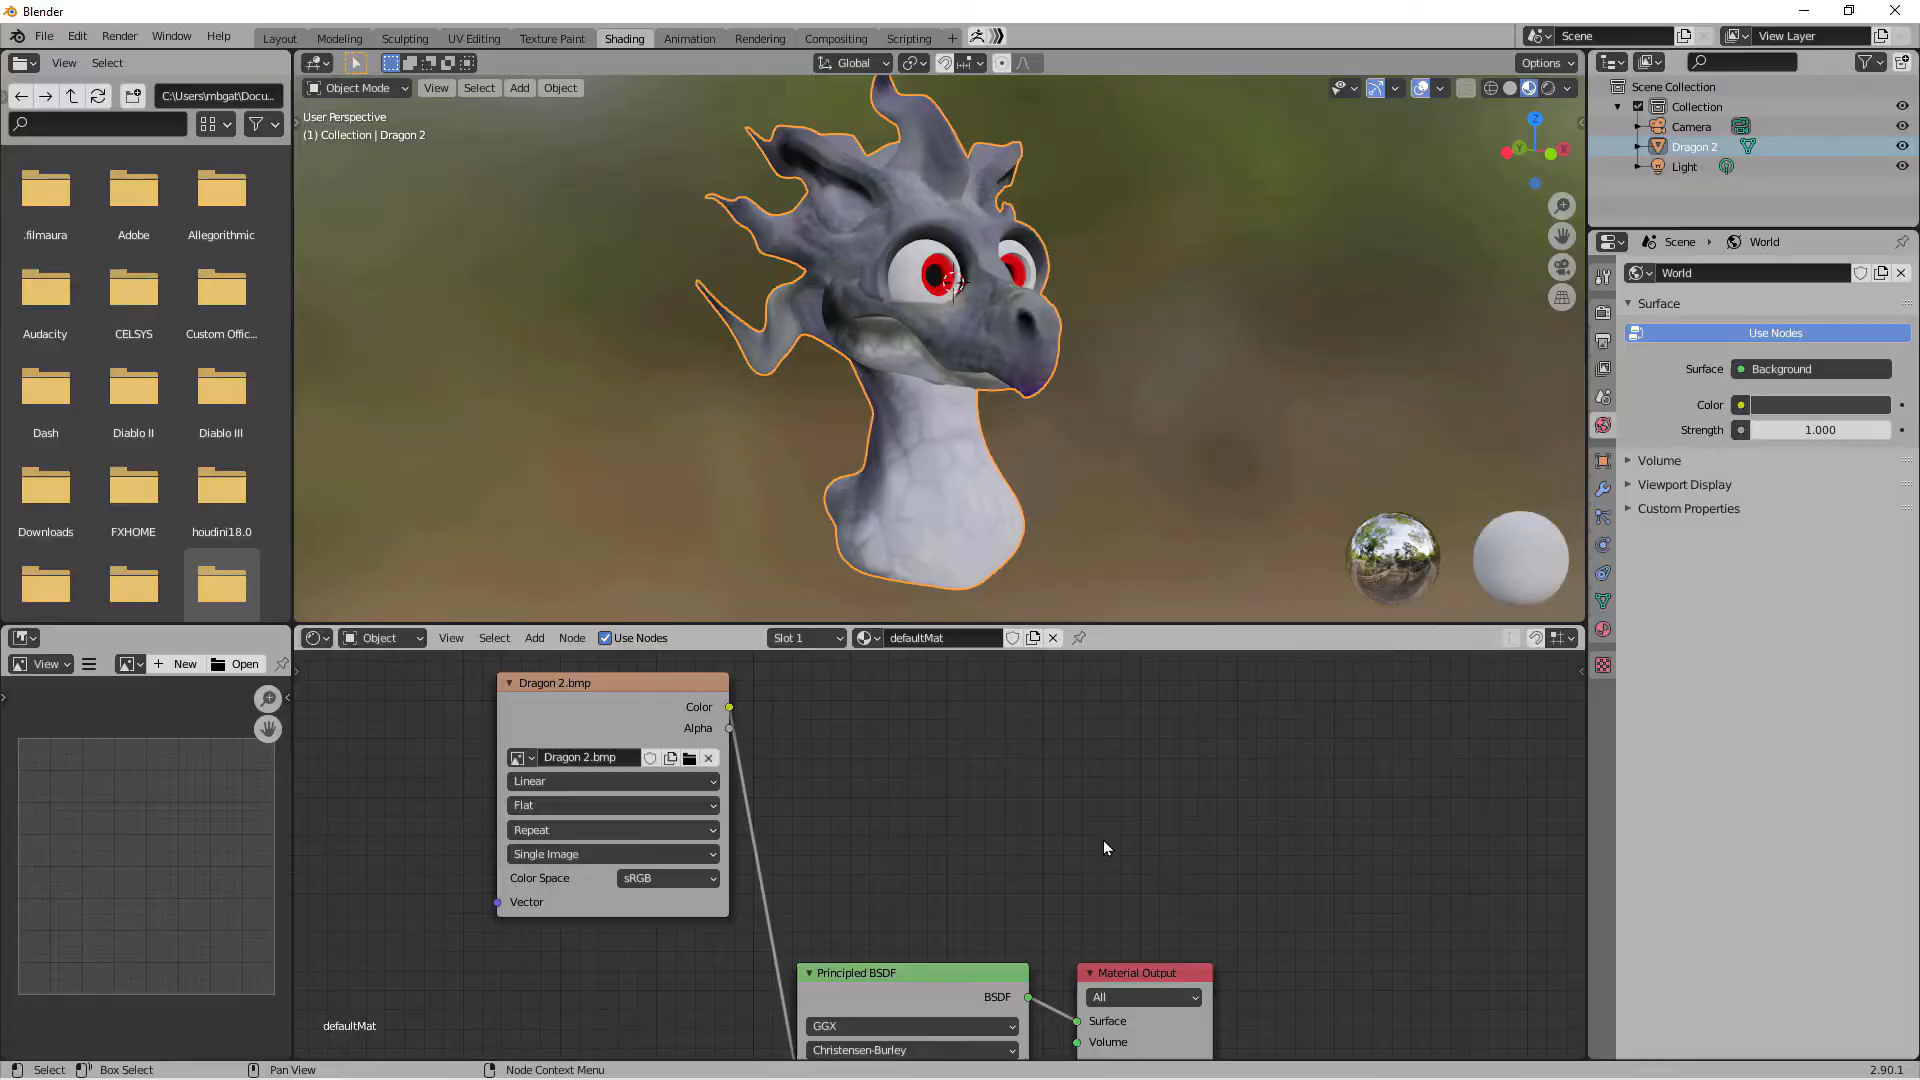 Blender
File Edit Render Window Help Layout Modeling Sculpting UV Editing Texture Paint Shading Animation Rendering Compositing Scripting Scene View Layer
View Select Global Options
C:\Users\mbgat\Docu... Object Mode View Select Add Object
User Perspective
(1) Collection | Dragon 2
Z
Y
X
Scene Collection
Collection
Camera
Dragon 2
Light
.filmaura Adobe Allegorithmic
Audacity CELSYS Custom Offic...
Dash Diablo II Diablo III
Downloads FXHOME houdini18.0
Scene World
World
Surface
Use Nodes
Surface Background
Color
Strength 1.000
Volume
Viewport Display
Custom Properties
Object View Select Add Node Use Nodes Slot 1 defaultMat
View New Open
Dragon 2.bmp
Color
Alpha
Dragon 2.bmp
Linear
Flat
Repeat
Single Image
Color Space sRGB
Vector
Principled BSDF
BSDF
GGX
Christensen-Burley
Material Output
All
Surface
Volume
defaultMat
Select Box Select Pan View Node Context Menu 2.90.1